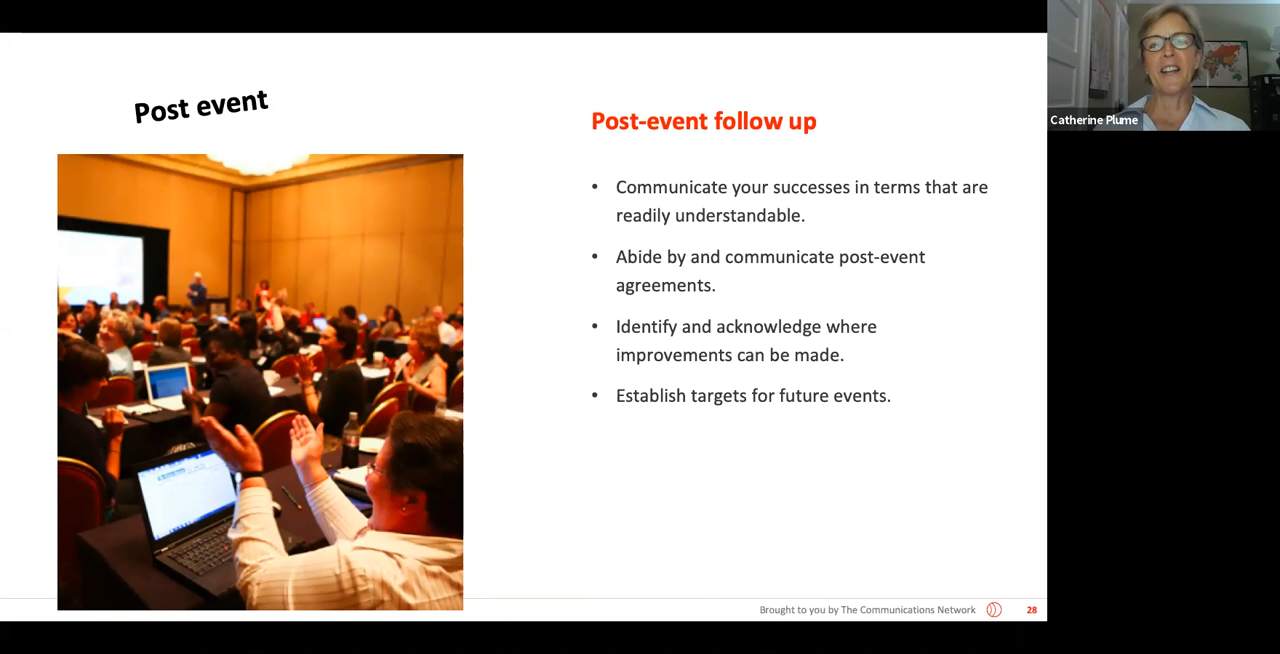 Post event
Post-event follow up
• Communicate your successes in terms that are
readily understandable.
• Abide by and communicate post-event
agreements.
• Identify and acknowledge where
improvements can be made.
• Establish targets for future events.
Brought to you by The Communications Network
28
Catherine Plume